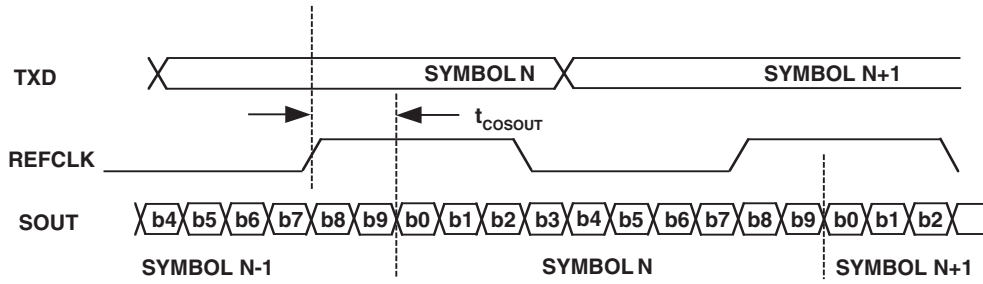 TXD SYMBOL N SYMBOL N+1
tCOSOUT
REFCLK
SOUT b4 b5 b6 b7 b8 b9 b0 b1 b2 b3 b4 b5 b6 b7 b8 b9 b0 b1 b2
SYMBOL N-1 SYMBOL N SYMBOL N+1